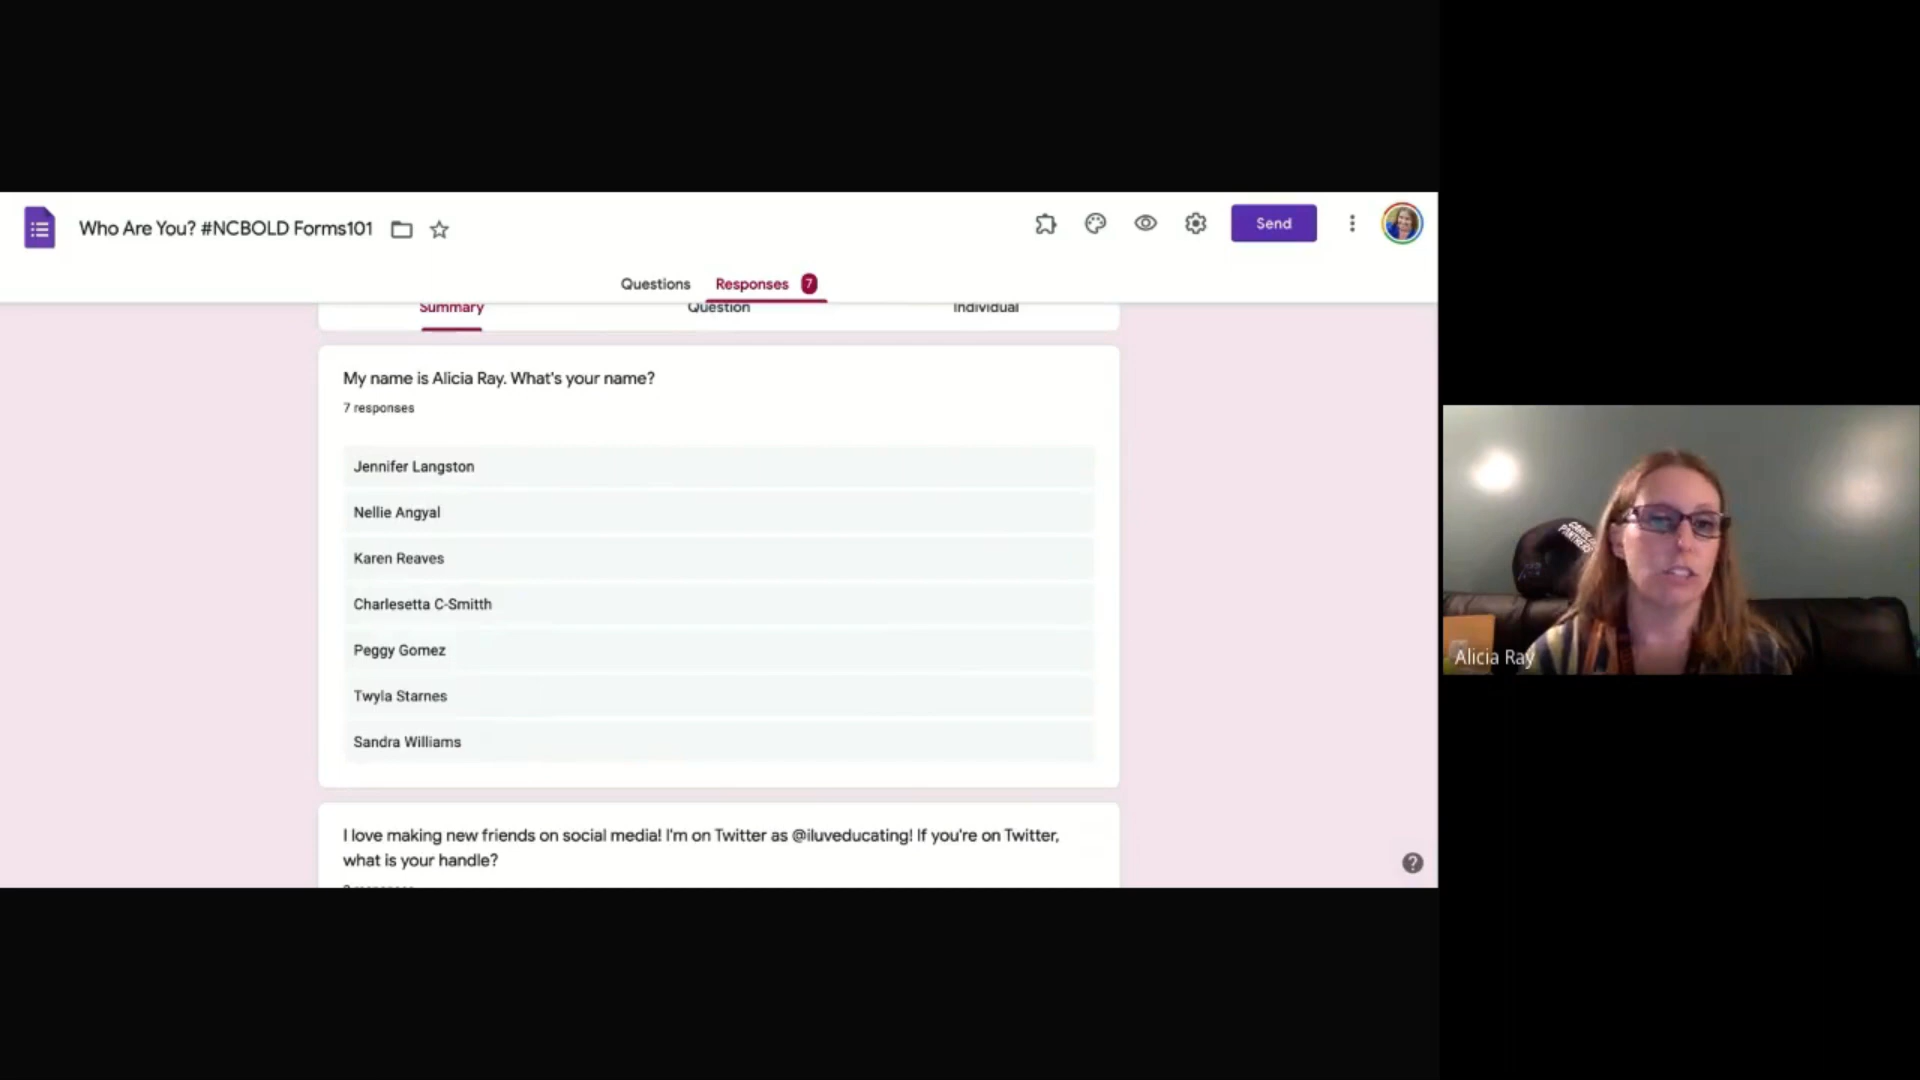 Who Are You? #NCBOLD Forms101
Send
Questions
Responses 7
Summary
Question
Individual
My name is Alicia Ray. What's your name?
7 responses
Jennifer Langston
Nellie Angyal
Karen Reaves
Charlesetta C-Smitth
Peggy Gomez
Twyla Starnes
Sandra Williams
I love making new friends on social media! I'm on Twitter as @iluveducating! If you're on Twitter,
what is your handle?
CAROLINA
PANTHERS
Alicia Ray